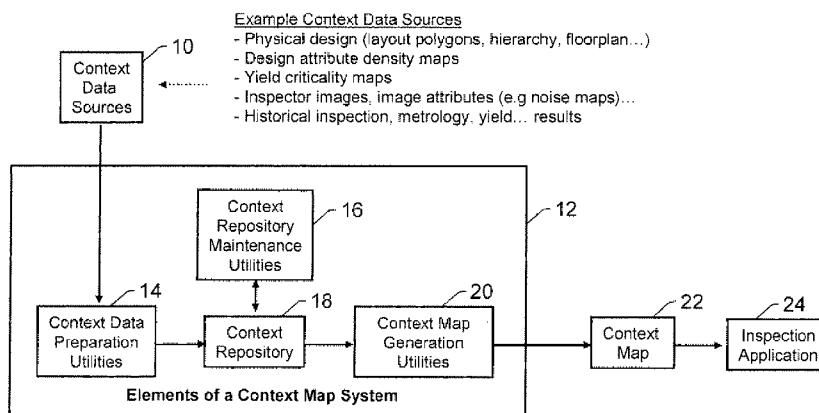 Example Context Data Sources
- Physical design (layout polygons, hierarchy, floorplan...)
- Design attribute density maps
- Yield criticality maps
- Inspector images, image attributes (e.g noise maps)...
- Historical inspection, metrology, yield... results
10
Context
Data
Sources
12
Context
Repository
Maintenance
Utilities
16
14
Context Data
Preparation
Utilities
18
Context
Repository
20
Context Map
Generation
Utilities
22
Context
Map
24
Inspection
Application
Elements of a Context Map System